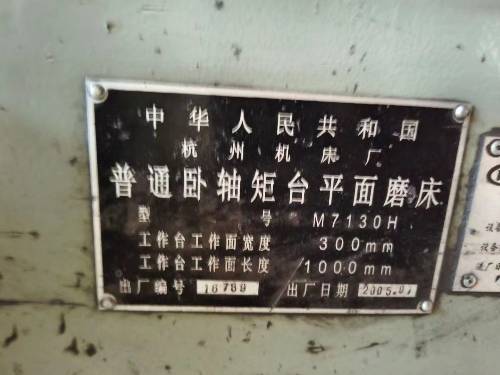 中华人民共和国
杭州机床厂
普通卧轴矩台平面磨床
型号 M7130H
工作台工作面宽度 300mm
工作台工作面长度 1000mm
出厂编号 16789 出厂日期 2005.07